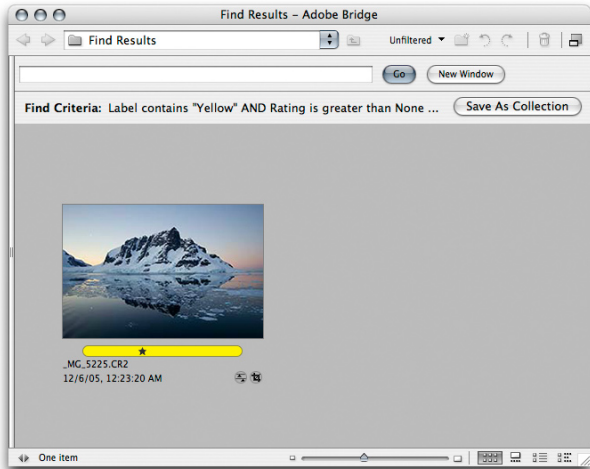 Find Results – Adobe Bridge
Find Results
Unfiltered
Go
New Window
Find Criteria: Label contains "Yellow" AND Rating is greater than None ...
Save As Collection
_MG_5225.CR2
12/6/05, 12:23:20 AM
One item